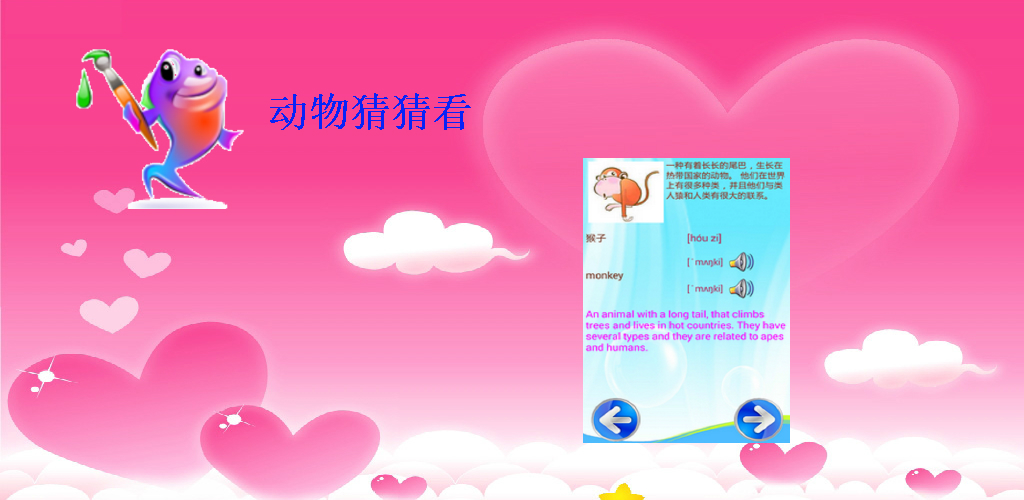 动物猜猜看
一种有着长长的尾巴，生长在
热带国家的动物。他们在世界
上有很多种类，并且他们与类
人猿和人类有很大的联系。
猴子 [hóu zi]
[ˈmʌŋki]
monkey
[ˈmʌŋki]
An animal with a long tail, that climbs
trees and lives in hot countries. They have
several types and they are related to apes
and humans.